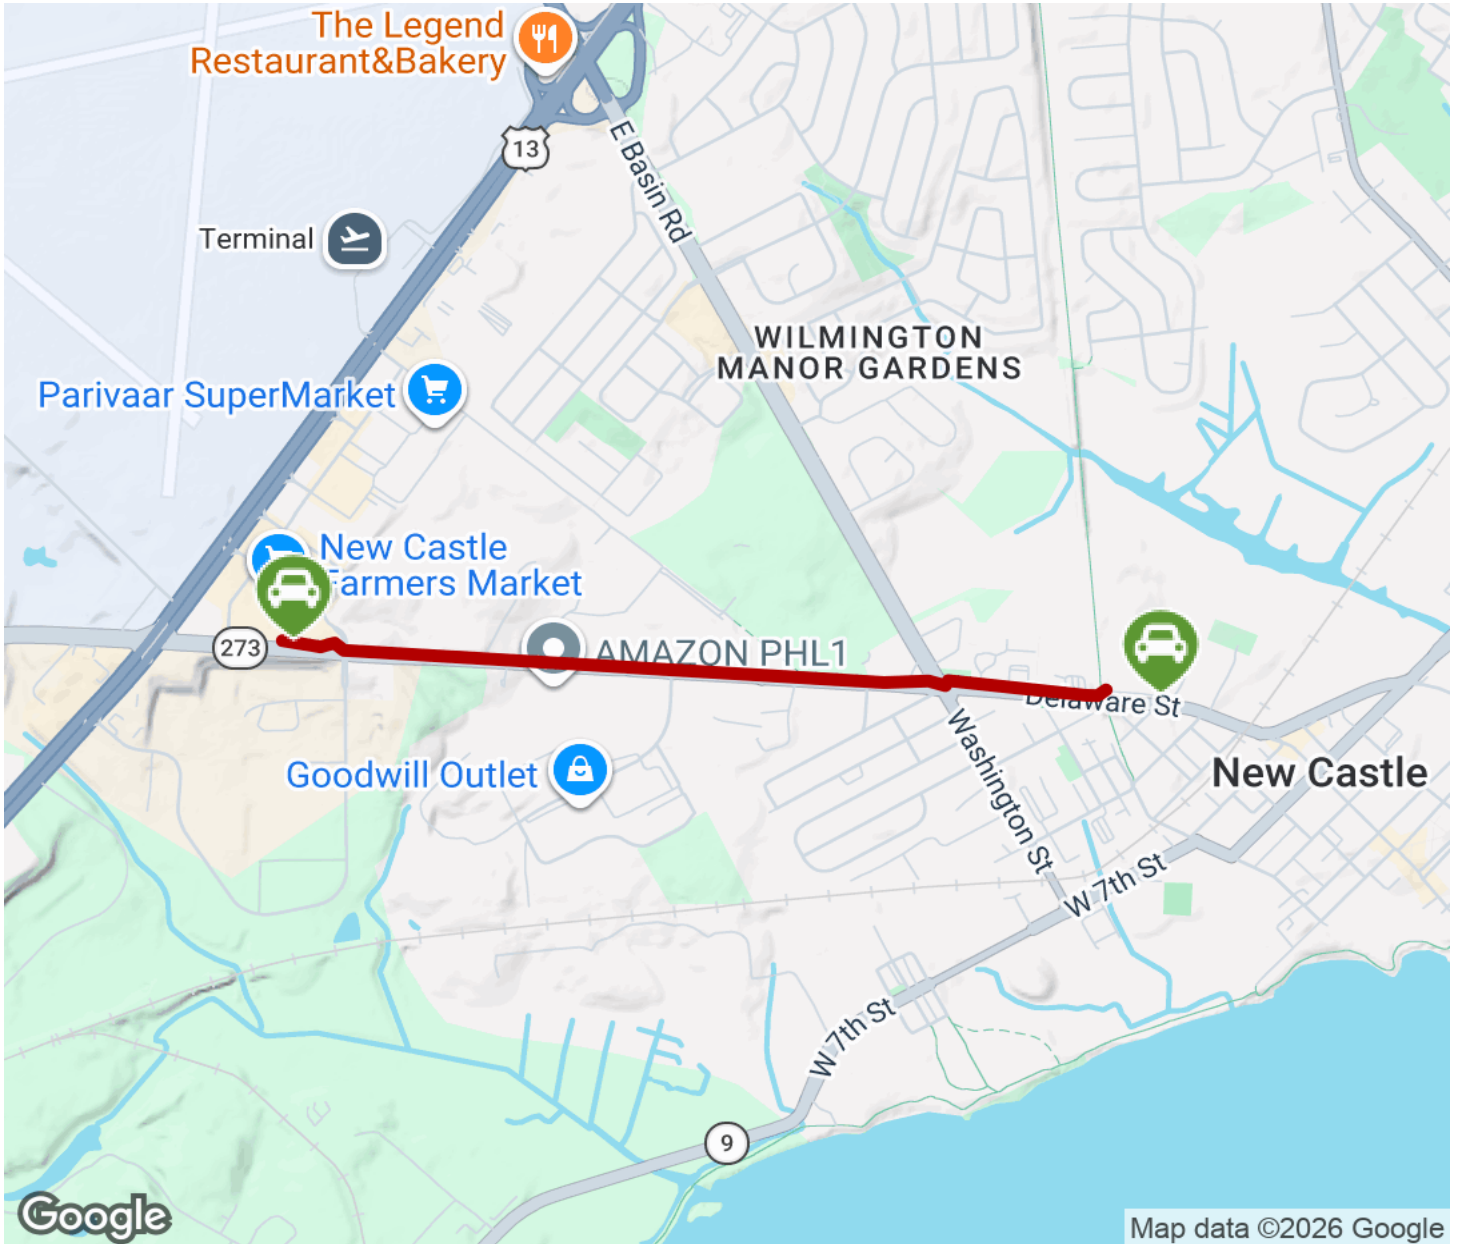 The Legend
Restaurant&Bakery
13
E Basin Rd
Terminal
WILMINGTON
MANOR GARDENS
Parivaar SuperMarket
New Castle
Farmers Market
273
AMAZON PHL1
Delaware St
Goodwill Outlet
Washington St
New Castle
W 7th St
W 7th St
9
Google
Map data ©2026 Google